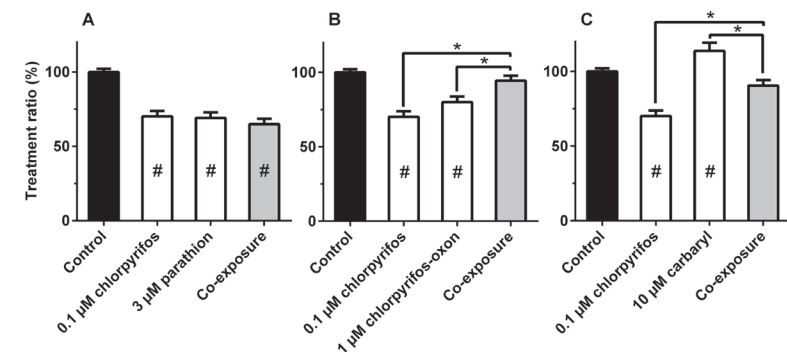 A
B
C
Treatment ratio (%)
100
50
0
#
#
#
Control
0.1 µM chlorpyrifos
3 µM parathion
Co-exposure
*
*
100
50
0
#
#
Control
0.1 µM chlorpyrifos
1 µM chlorpyrifos-oxon
Co-exposure
*
*
100
50
0
#
#
Control
0.1 µM chlorpyrifos
10 µM carbaryl
Co-exposure